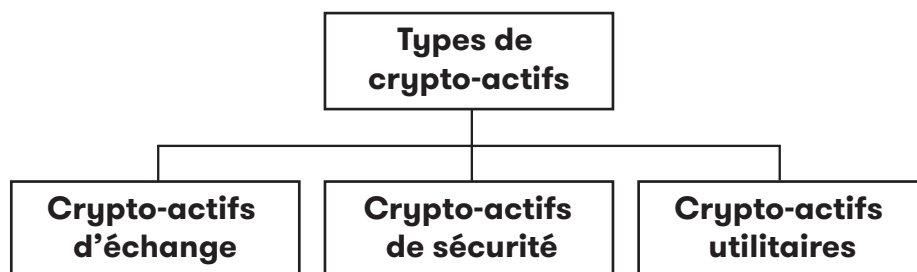 Types de
crypto-actifs
Crypto-actifs
d’échange
Crypto-actifs
de sécurité
Crypto-actifs
utilitaires